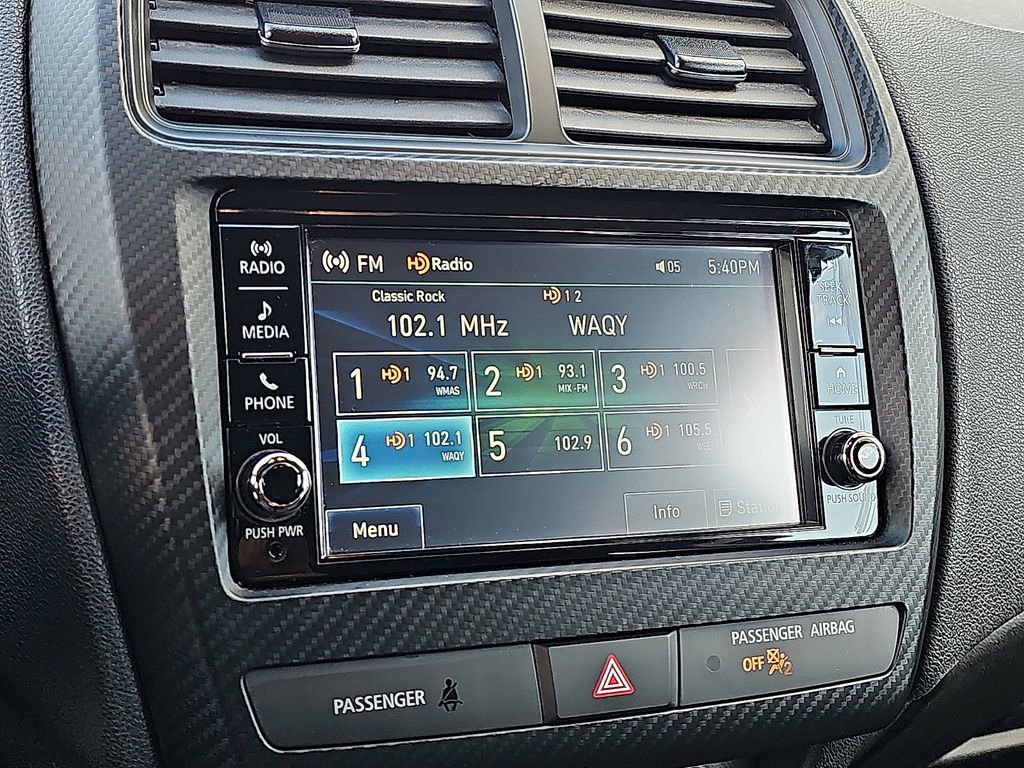 RADIO
MEDIA
PHONE
VOL
PUSH PWR
FM HD Radio 05 5:40PM
Classic Rock HD 1 2
102.1 MHz WAQY
1 HD 1 94.7 WMAS
2 HD 1 93.1 MIX-FM
3 HD 1 100.5 WRCH
4 HD 1 102.1 WAQY
5 102.9
6 HD 1 105.5
Menu Info
SEEK
TRACK
HOME
TUNE
PUSH SOUND
PASSENGER
PASSENGER AIRBAG
OFF 2